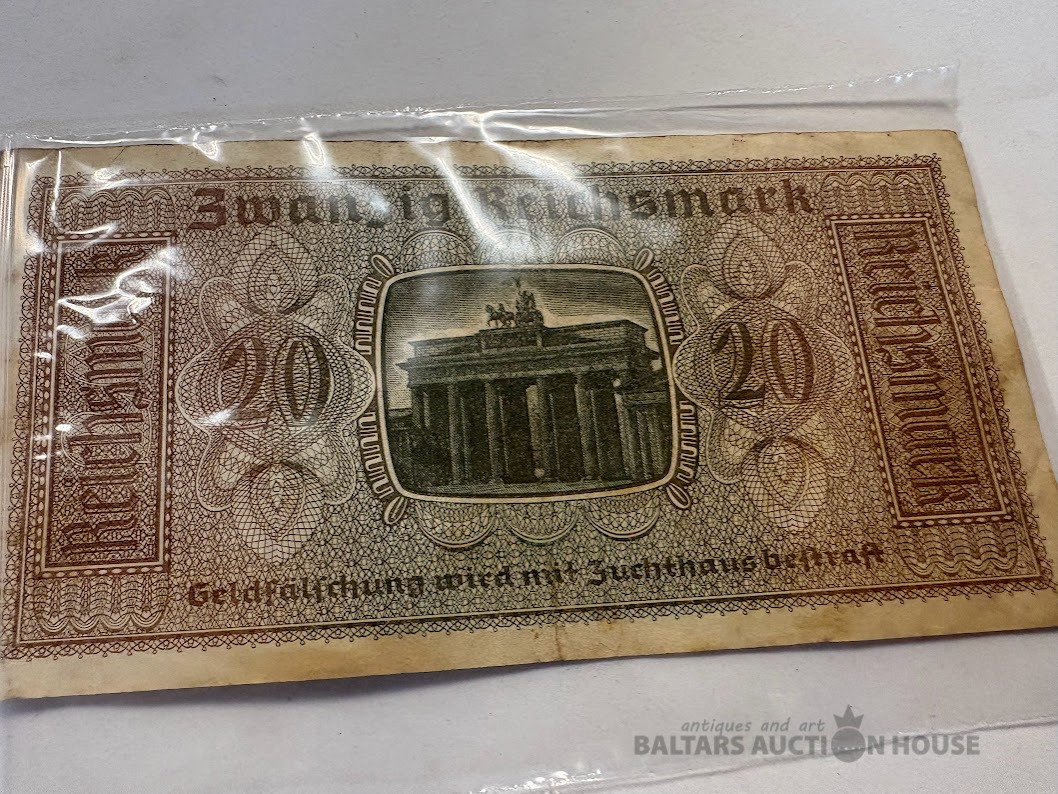 Zwanzig Reichsmark
Reichsmark
20
20
Reichsmark
Geldfälschung wird mit Zuchthaus bestraft
antiques and art
BALTARS AUCTION HOUSE